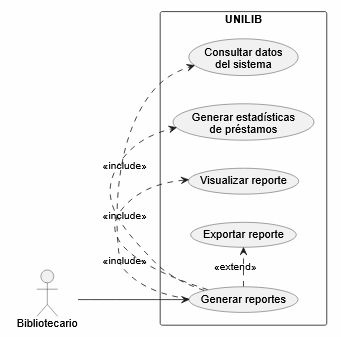 UNILIB
Consultar datos
del sistema
Generar estadísticas
de préstamos
«include»
Visualizar reporte
«include»
Exportar reporte
«include»
«extend»
Generar reportes
Bibliotecario